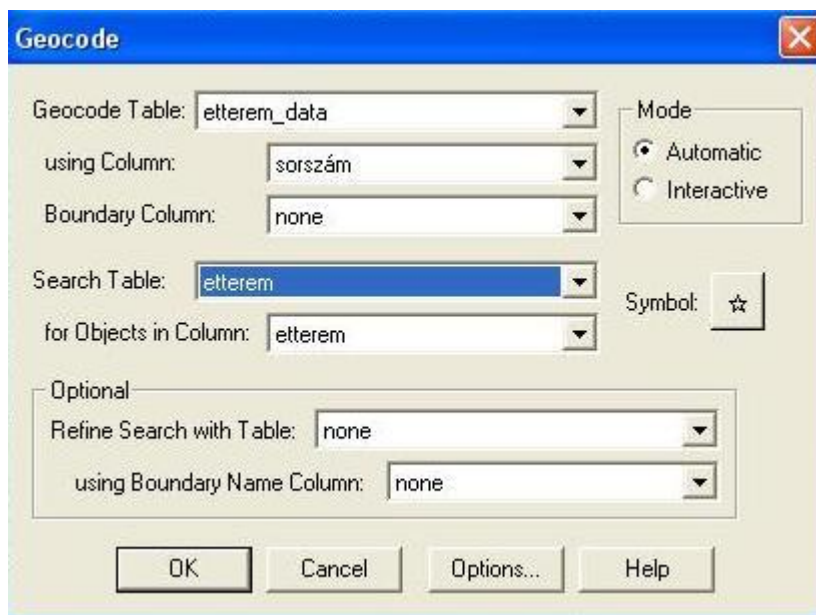 Geocode
Geocode Table: etterem_data
using Column: sorszám
Boundary Column: none
Mode
Automatic
Interactive
Search Table: etterem
for Objects in Column: etterem
Symbol:
Optional
Refine Search with Table: none
using Boundary Name Column: none
OK Cancel Options... Help